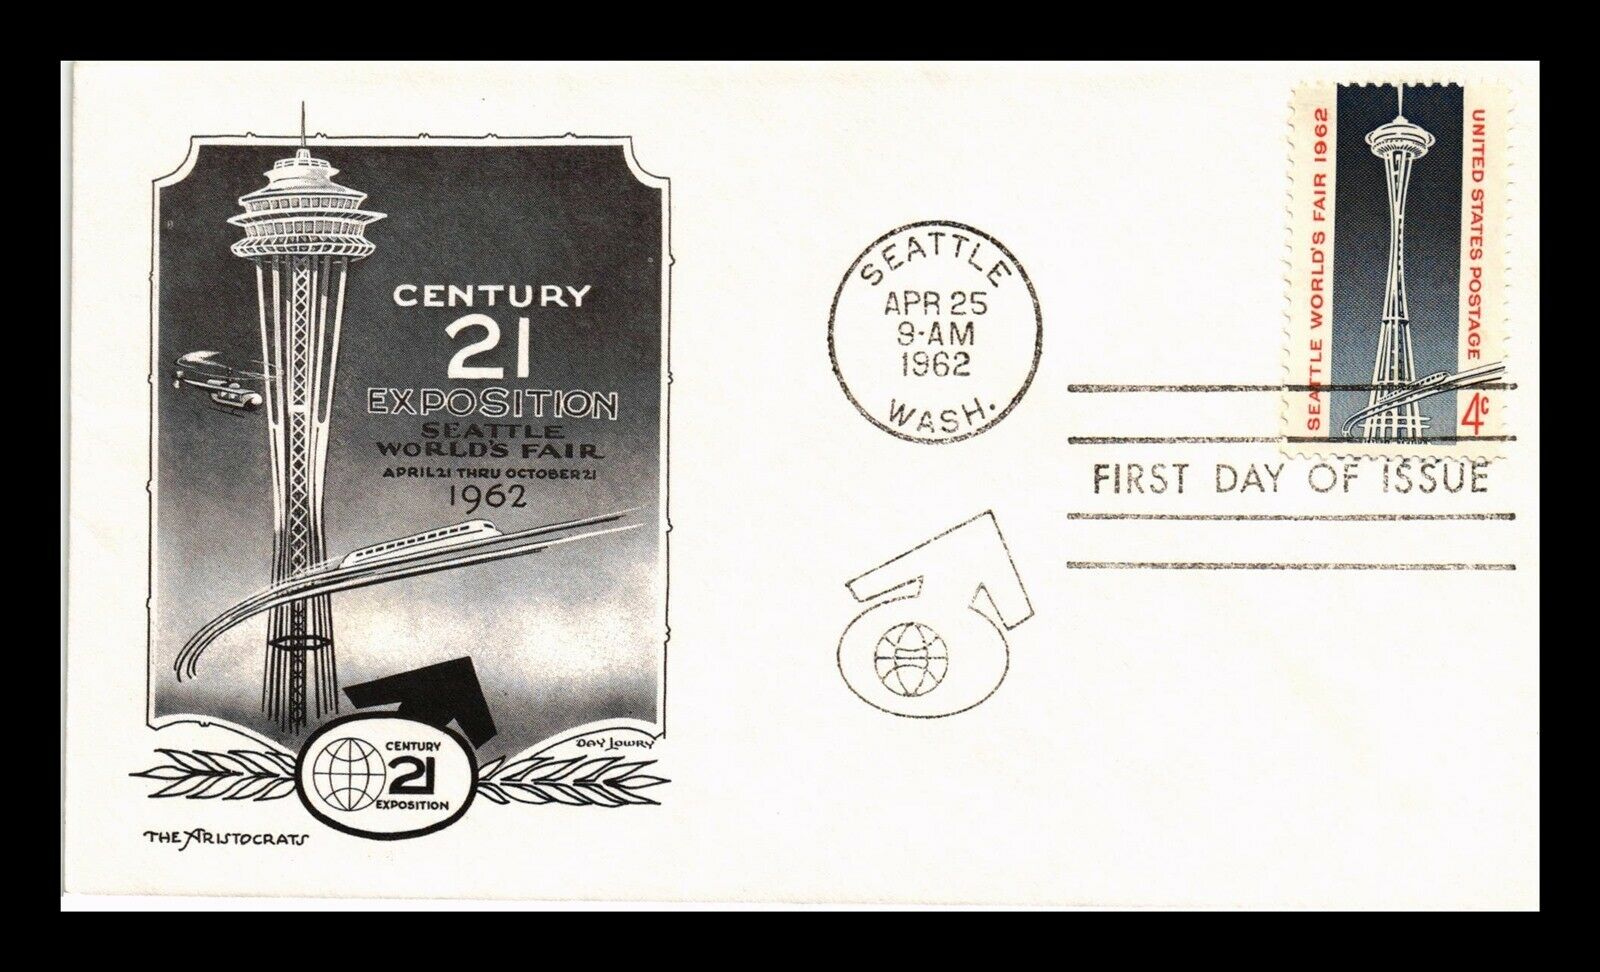 CENTURY
21
EXPOSITION
SEATTLE
WORLD'S FAIR
APRIL 21 THRU OCTOBER 21
1962
DAY LOWRY
CENTURY
21
EXPOSITION
THE ARISTOCRATS
SEATTLE
APR 25
9-AM
1962
WASH.
SEATTLE WORLD'S FAIR 1962
UNITED STATES POSTAGE
4c
FIRST DAY OF ISSUE